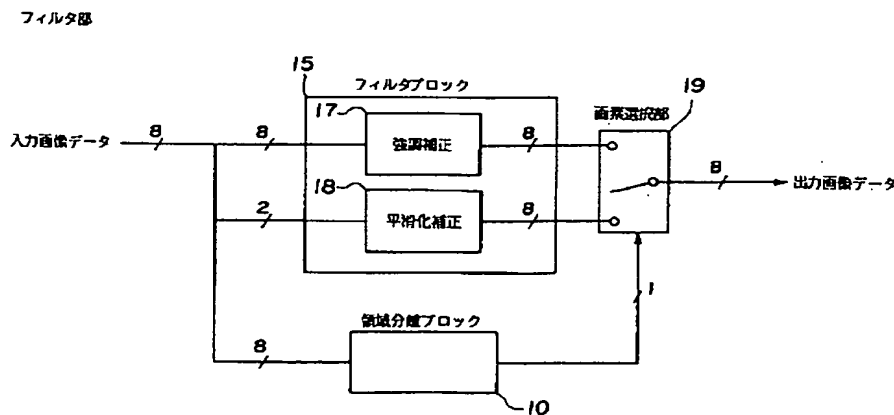 フィルタ部
15
フィルタブロック
17
強調補正
8
8
8
入力画像データ
画素選択部
19
8
出力画像データ
18
平滑化補正
2
8
1
領域分離ブロック
8
10